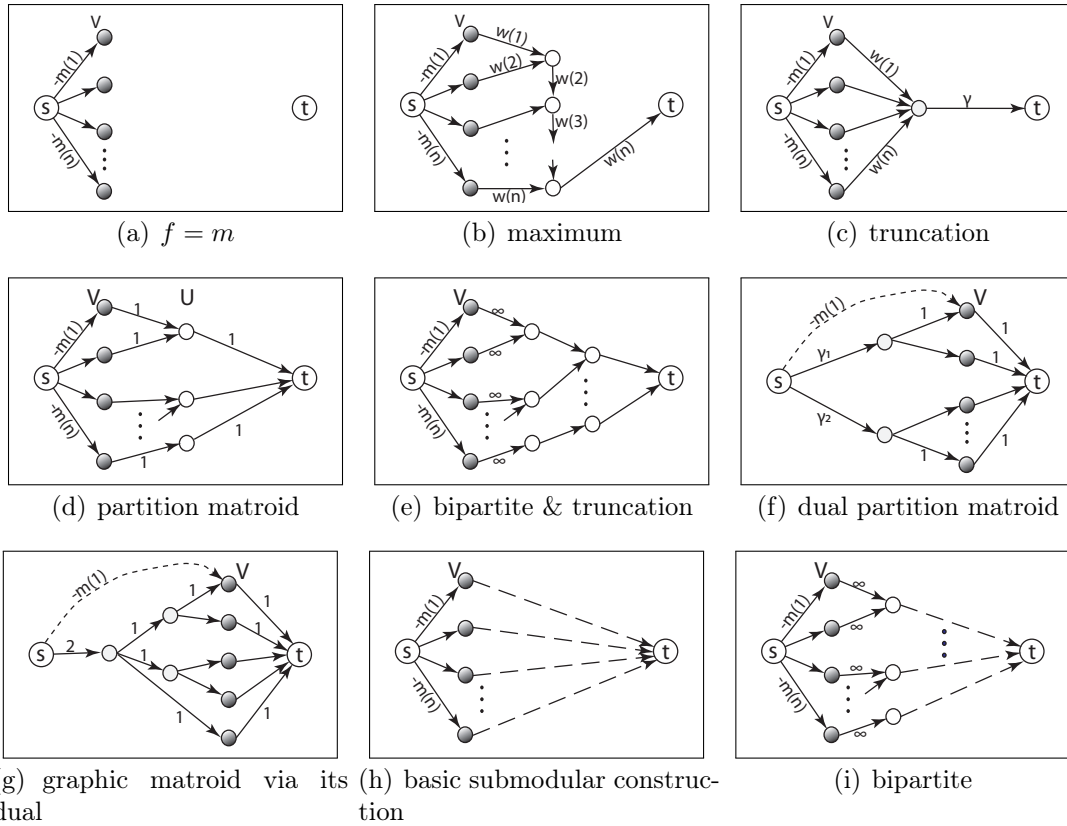 V
-m(1)
s
-m(n)
t
(a) f = m
V
w(1)
-m(1)
w(2)
w(2)
s
w(3)
t
-m(n)
w(n)
w(n)
(b) maximum
V
w(1)
-m(1)
s
γ
t
-m(n)
w(n)
(c) truncation
V
U
1
-m(1)
1
1
s
t
-m(n)
1
1
(d) partition matroid
V
∞
-m(1)
∞
s
∞
t
-m(n)
∞
(e) bipartite & truncation
V
-m(1)
1
1
γ₁
1
s
t
γ₂
1
1
(f) dual partition matroid
V
-m(1)
1
1
1
1
s
2
t
1
1
1
(g) graphic matroid via its
dual
V
-m(1)
s
t
-m(n)
(h) basic submodular construc-
tion
V
∞
-m(1)
∞
s
∞
t
-m(n)
∞
(i) bipartite